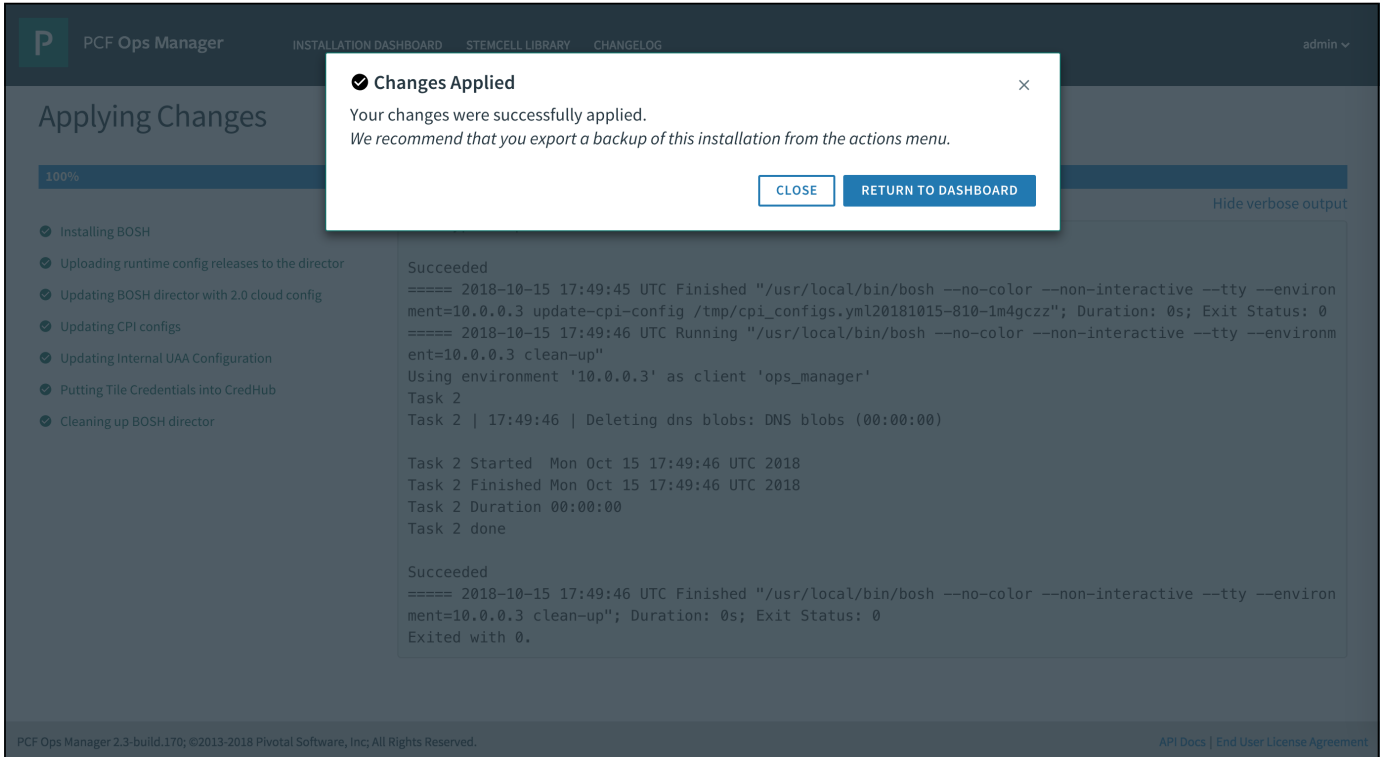 P PCF Ops Manager INSTALLATION DASHBOARD STEMCELL LIBRARY CHANGELOG admin
Changes Applied
Your changes were successfully applied.
We recommend that you export a backup of this installation from the actions menu.
CLOSE RETURN TO DASHBOARD
Applying Changes
100%
Hide verbose output
Installing BOSH
Uploading runtime config releases to the director
Updating BOSH director with 2.0 cloud config
Updating CPI configs
Updating Internal UAA Configuration
Putting Tile Credentials into CredHub
Cleaning up BOSH director
Succeeded
===== 2018-10-15 17:49:45 UTC Finished "/usr/local/bin/bosh --no-color --non-interactive --tty --environ
ment=10.0.0.3 update-cpi-config /tmp/cpi_configs.yml20181015-810-1m4gczz"; Duration: 0s; Exit Status: 0
===== 2018-10-15 17:49:46 UTC Running "/usr/local/bin/bosh --no-color --non-interactive --tty --environm
ent=10.0.0.3 clean-up"
Using environment '10.0.0.3' as client 'ops_manager'
Task 2
Task 2 | 17:49:46 | Deleting dns blobs: DNS blobs (00:00:00)
Task 2 Started  Mon Oct 15 17:49:46 UTC 2018
Task 2 Finished Mon Oct 15 17:49:46 UTC 2018
Task 2 Duration 00:00:00
Task 2 done
Succeeded
===== 2018-10-15 17:49:46 UTC Finished "/usr/local/bin/bosh --no-color --non-interactive --tty --environ
ment=10.0.0.3 clean-up"; Duration: 0s; Exit Status: 0
Exited with 0.
PCF Ops Manager 2.3-build.170; ©2013-2018 Pivotal Software, Inc; All Rights Reserved. API Docs | End User License Agreement